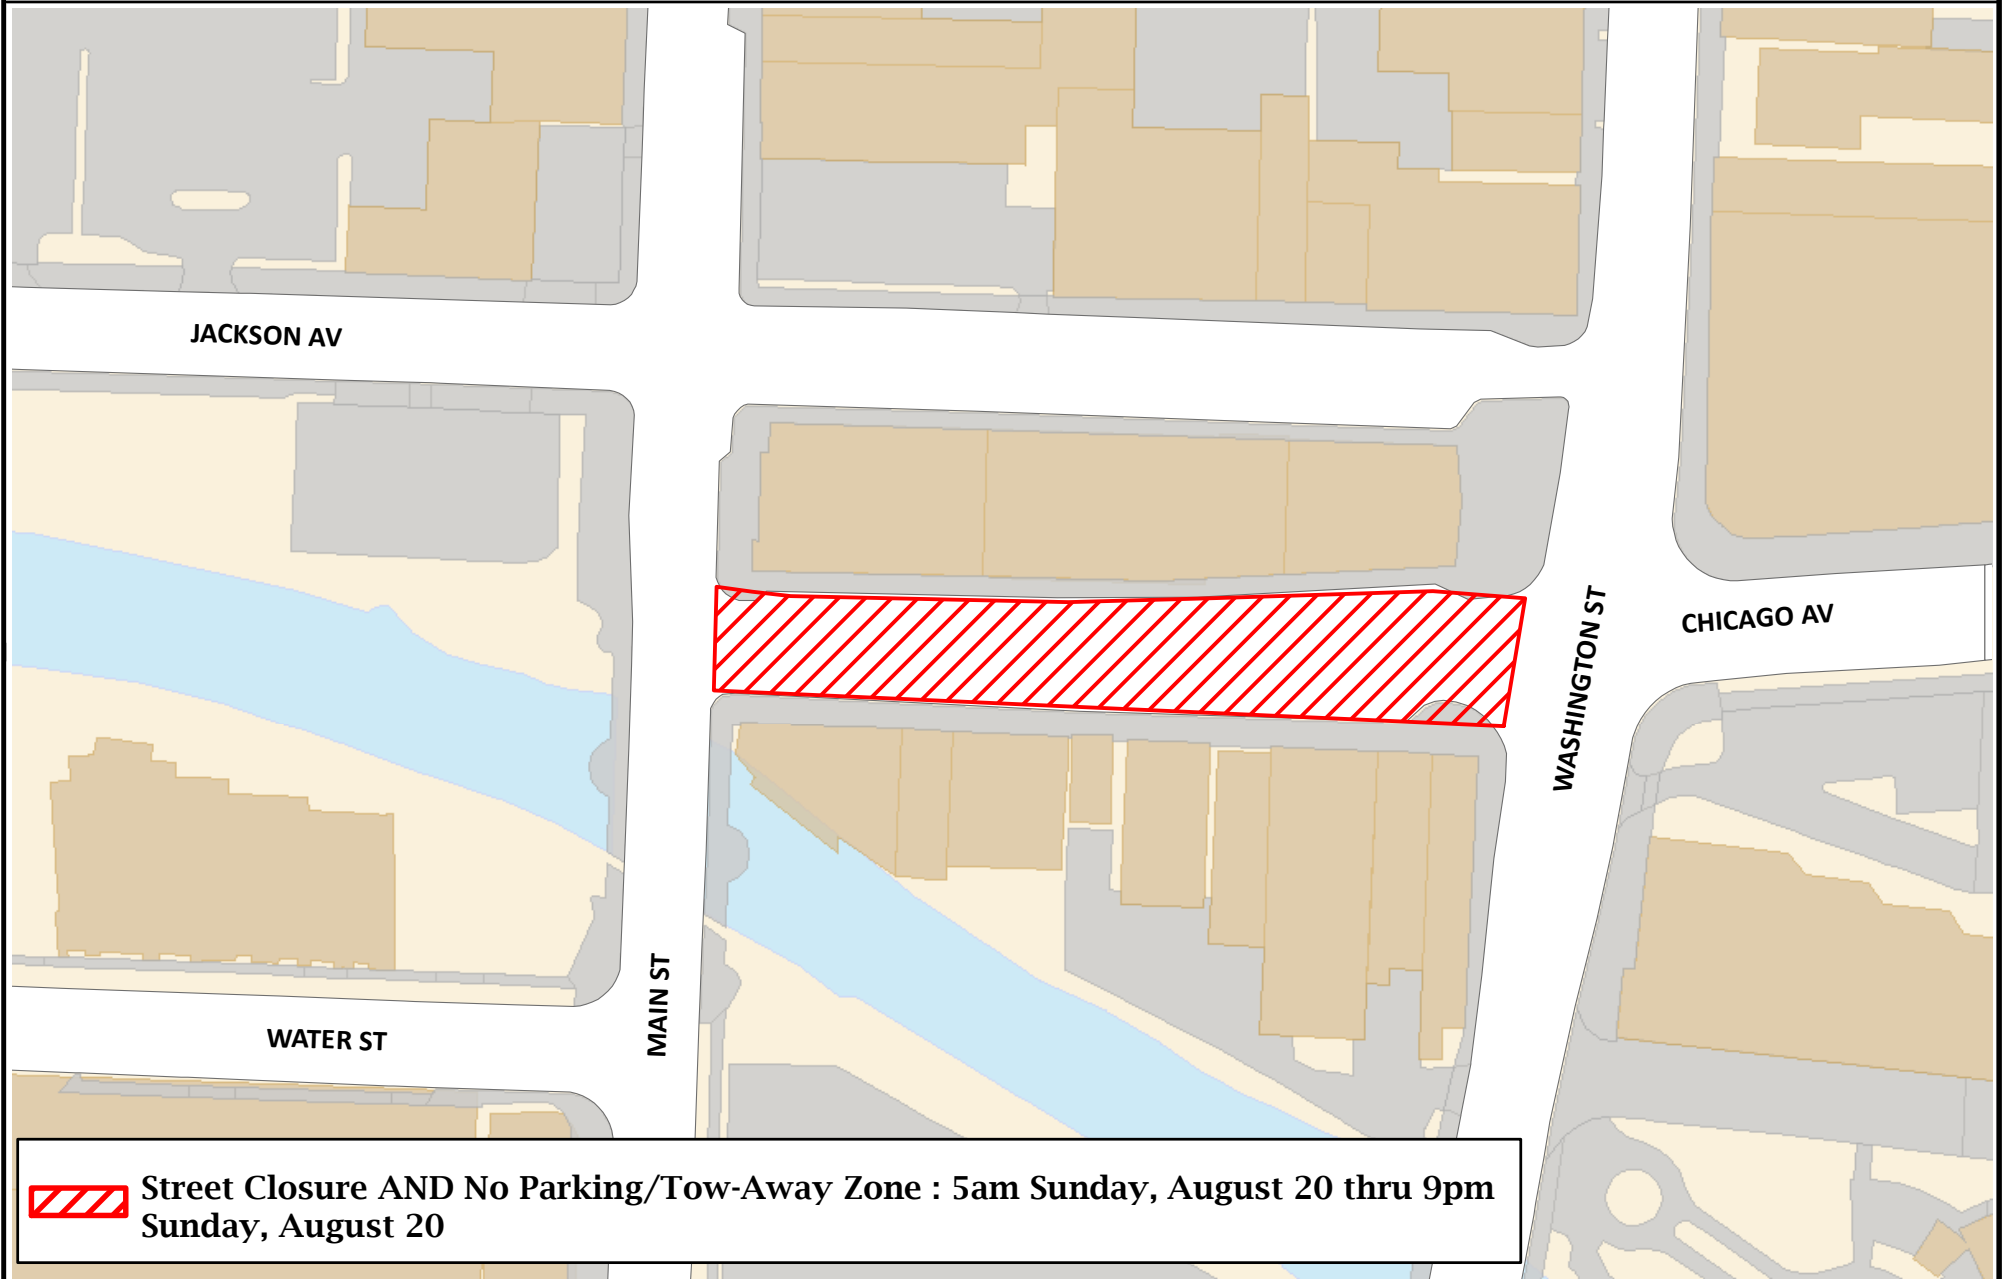 JACKSON AV
CHICAGO AV
WASHINGTON ST
MAIN ST
WATER ST
Street Closure AND No Parking/Tow-Away Zone : 5am Sunday, August 20 thru 9pm
Sunday, August 20